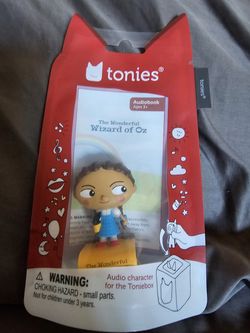 tonies®
tonies®
Audiobook
Ages 3+
The Wonderful
Wizard of Oz
The Wonderful
WARNING:
CHOKING HAZARD - small parts.
Not for children under 3 years.
Audio character
for the Toniebox